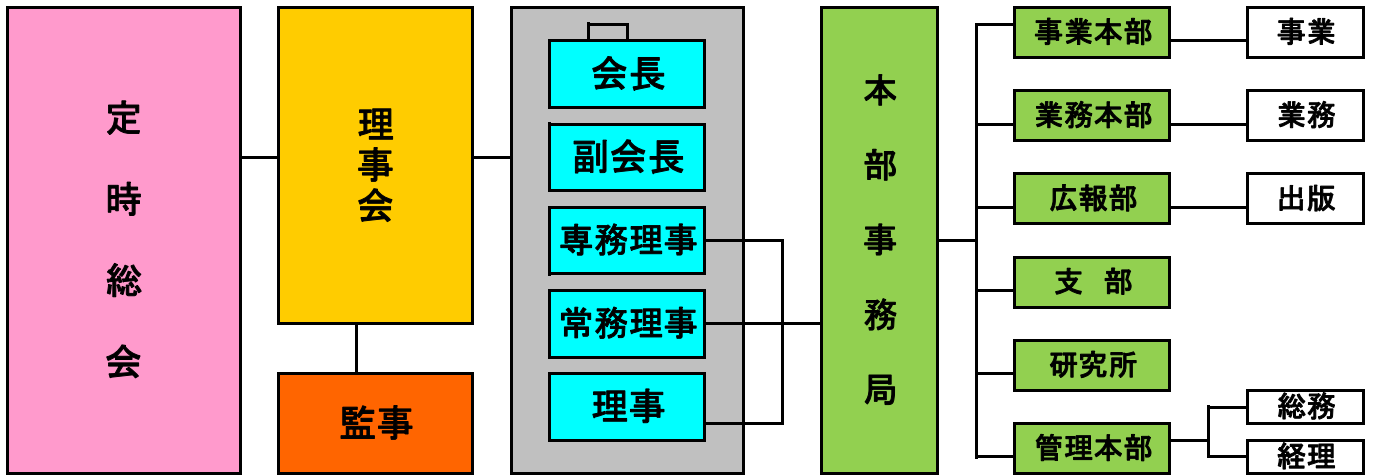 定時総会
理事会
監事
会長
副会長
専務理事
常務理事
理事
本部事務局
事業本部
事業
業務本部
業務
広報部
出版
支 部
研究所
管理本部
総務
経理